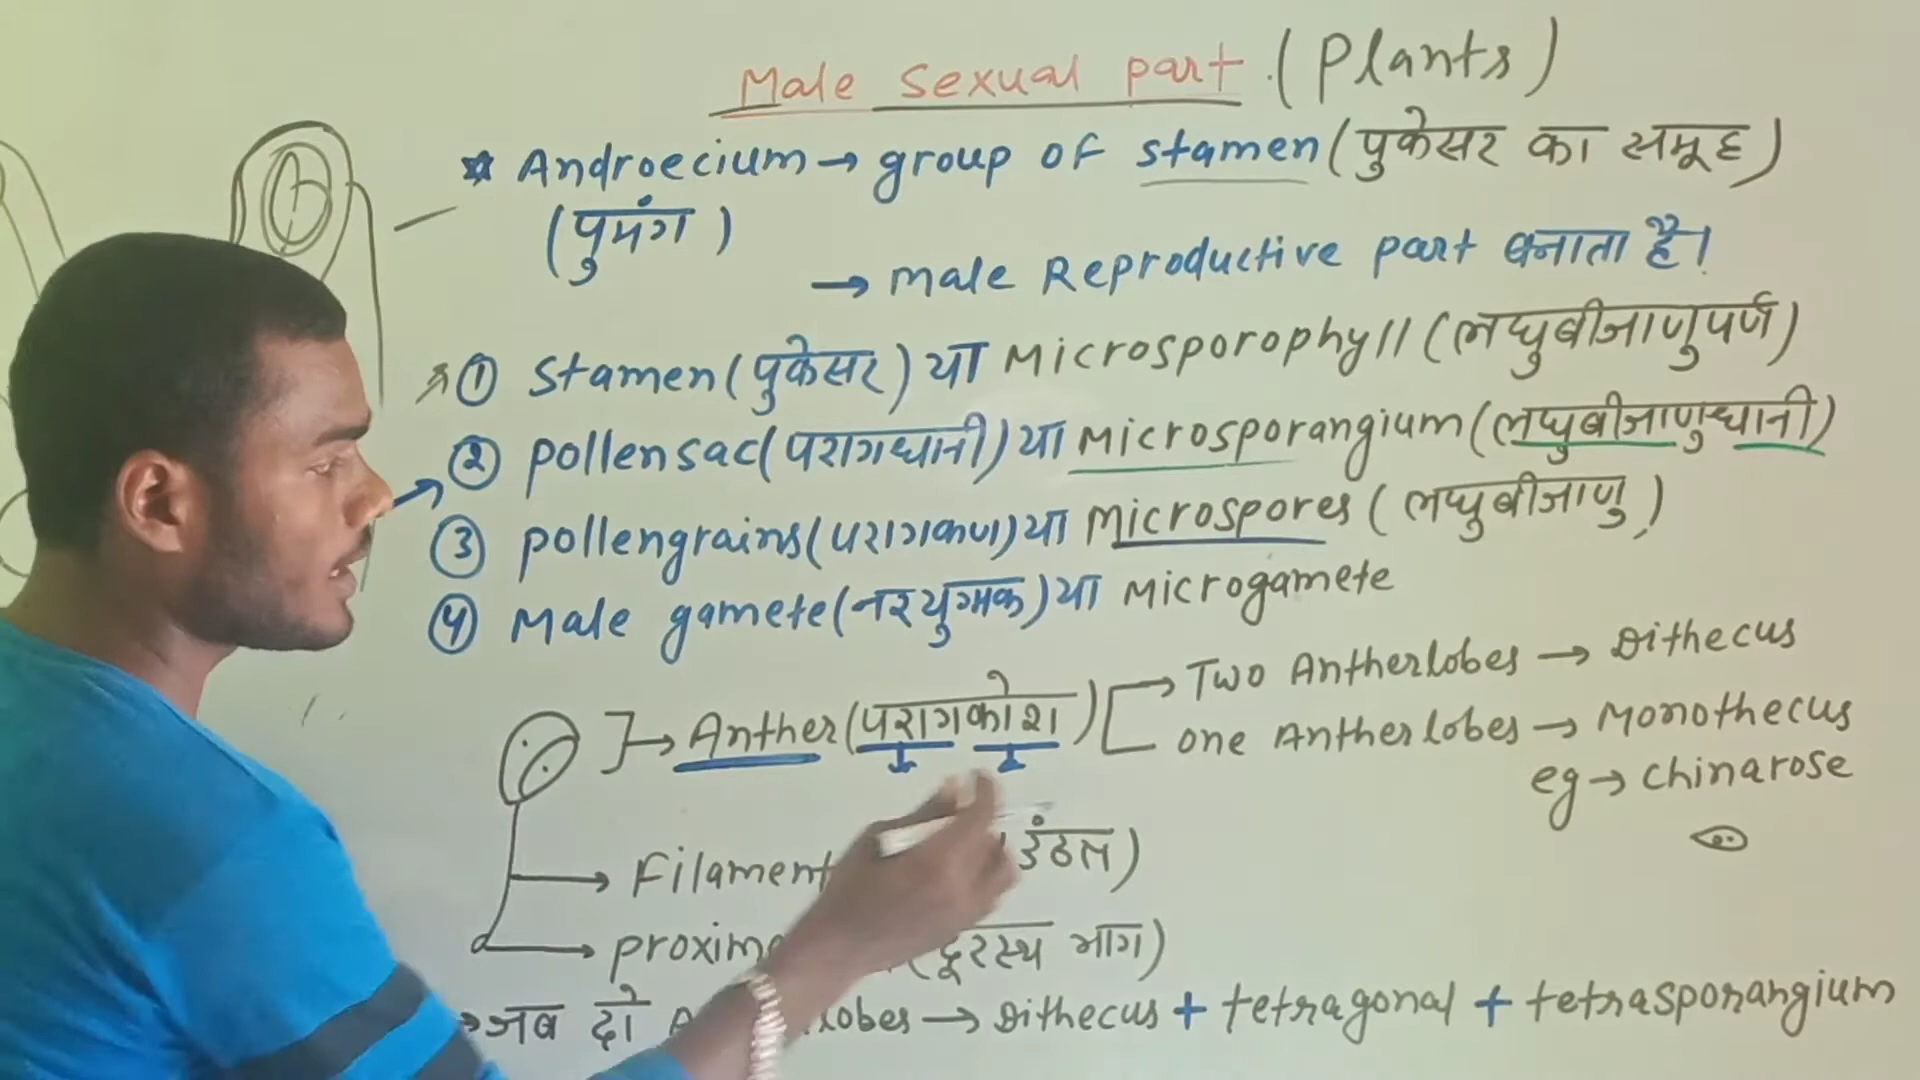 Male sexual part (Plants)
* Androecium → group of stamen (पुकेसर का समूह)
(पुमंग)
→ Male Reproductive part बनाता है।
① Stamen (पुकेसर) या Microsporophyll (लघुबीजाणुपर्ण)
② pollensac (परागधानी) या Microsporangium (लघुबीजाणुधानी)
③ pollengrains (परागकण) या Microspores (लघुबीजाणु)
④ Male gamete (नरयुग्मक) या Microgamete
→ Anther (परागकोश)
→ Two Antherlobes → Dithecus
one Antherlobes → Monothecus
eg → Chinarose
→ Filament डंठल)
→ (दूरस्थ भाग)
→ जब दो lobes → Dithecus + tetragonal + tetrasporangium